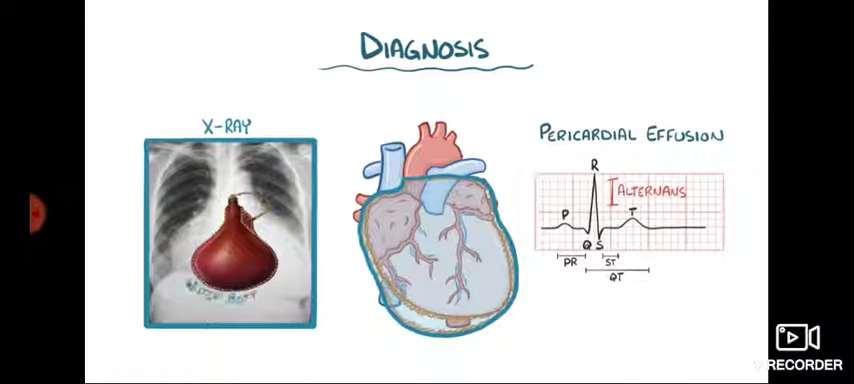 DIAGNOSIS
X-RAY
PERICARDIAL EFFUSION
R
ALTERNANS
P
T
Q S
PR
ST
QT
RECORDER